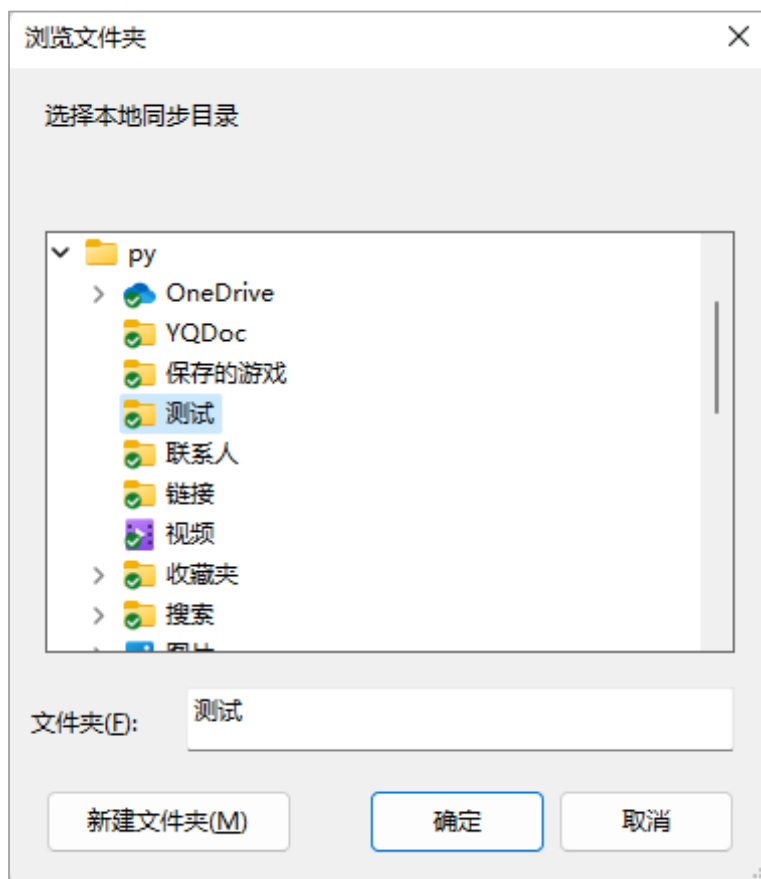 浏览文件夹
选择本地同步目录
py
OneDrive
YQDoc
保存的游戏
测试
联系人
链接
视频
收藏夹
搜索
图片
文件夹(F):
测试
新建文件夹(M)
确定
取消